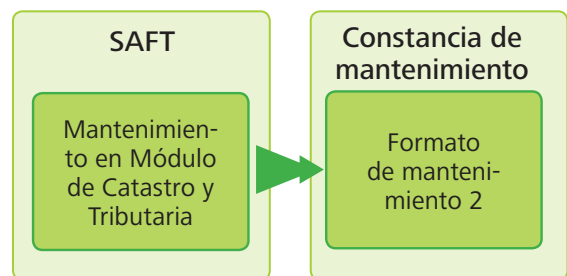 SAFT
Mantenimien-
to en Módulo
de Catastro y
Tributaria
Constancia de
mantenimiento
Formato
de manteni-
miento 2